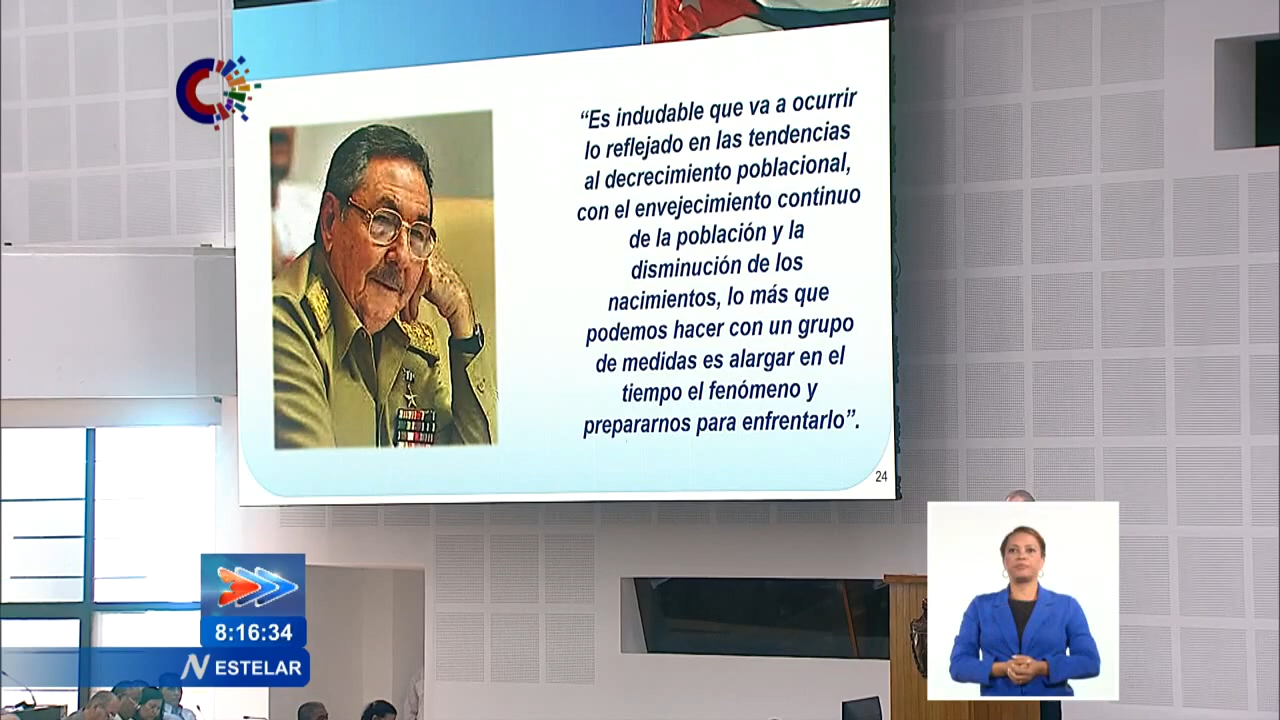 “Es indudable que va a ocurrir
lo reflejado en las tendencias
al decrecimiento poblacional,
con el envejecimiento continuo
de la población y la
disminución de los
nacimientos, lo más que
podemos hacer con un grupo
de medidas es alargar en el
tiempo el fenómeno y
prepararnos para enfrentarlo”.
24
8:16:34
N ESTELAR